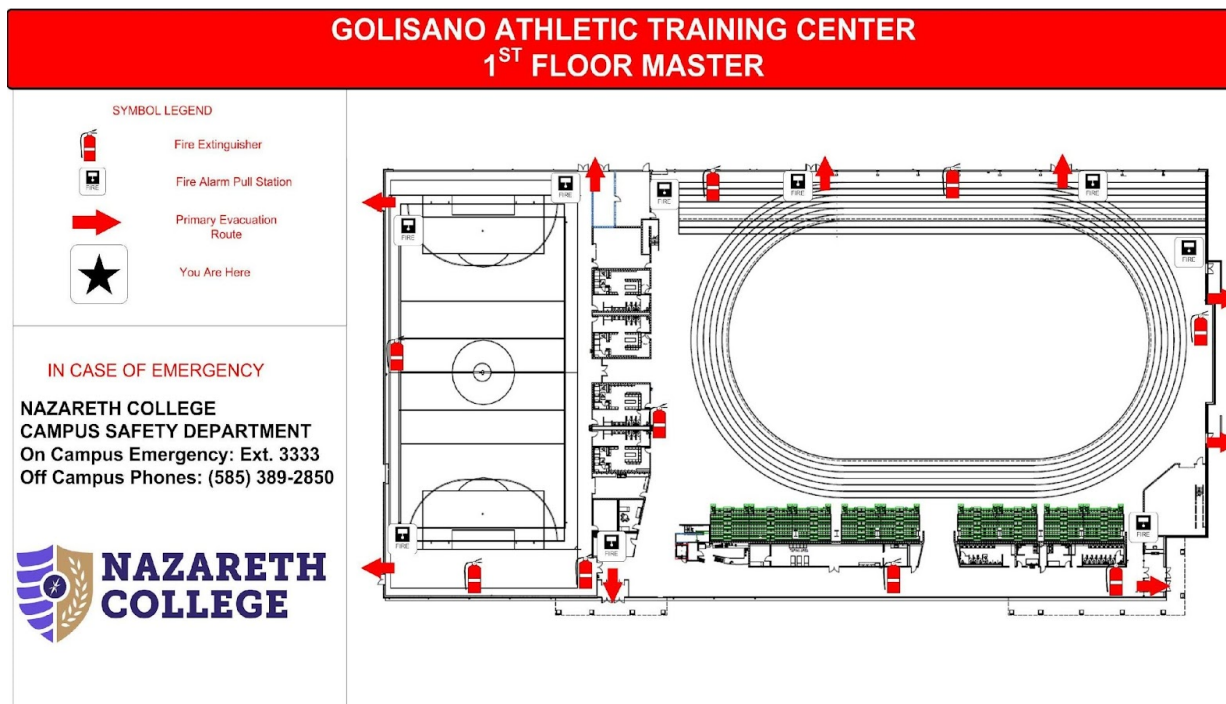 GOLISANO ATHLETIC TRAINING CENTER
1ST FLOOR MASTER
SYMBOL LEGEND
Fire Extinguisher
FIRE
Fire Alarm Pull Station
Primary Evacuation
Route
You Are Here
IN CASE OF EMERGENCY
NAZARETH COLLEGE
CAMPUS SAFETY DEPARTMENT
On Campus Emergency: Ext. 3333
Off Campus Phones: (585) 389-2850
NAZARETH
COLLEGE
FIRE
FIRE
FIRE
FIRE
FIRE
FIRE
FIRE
FIRE
FIRE